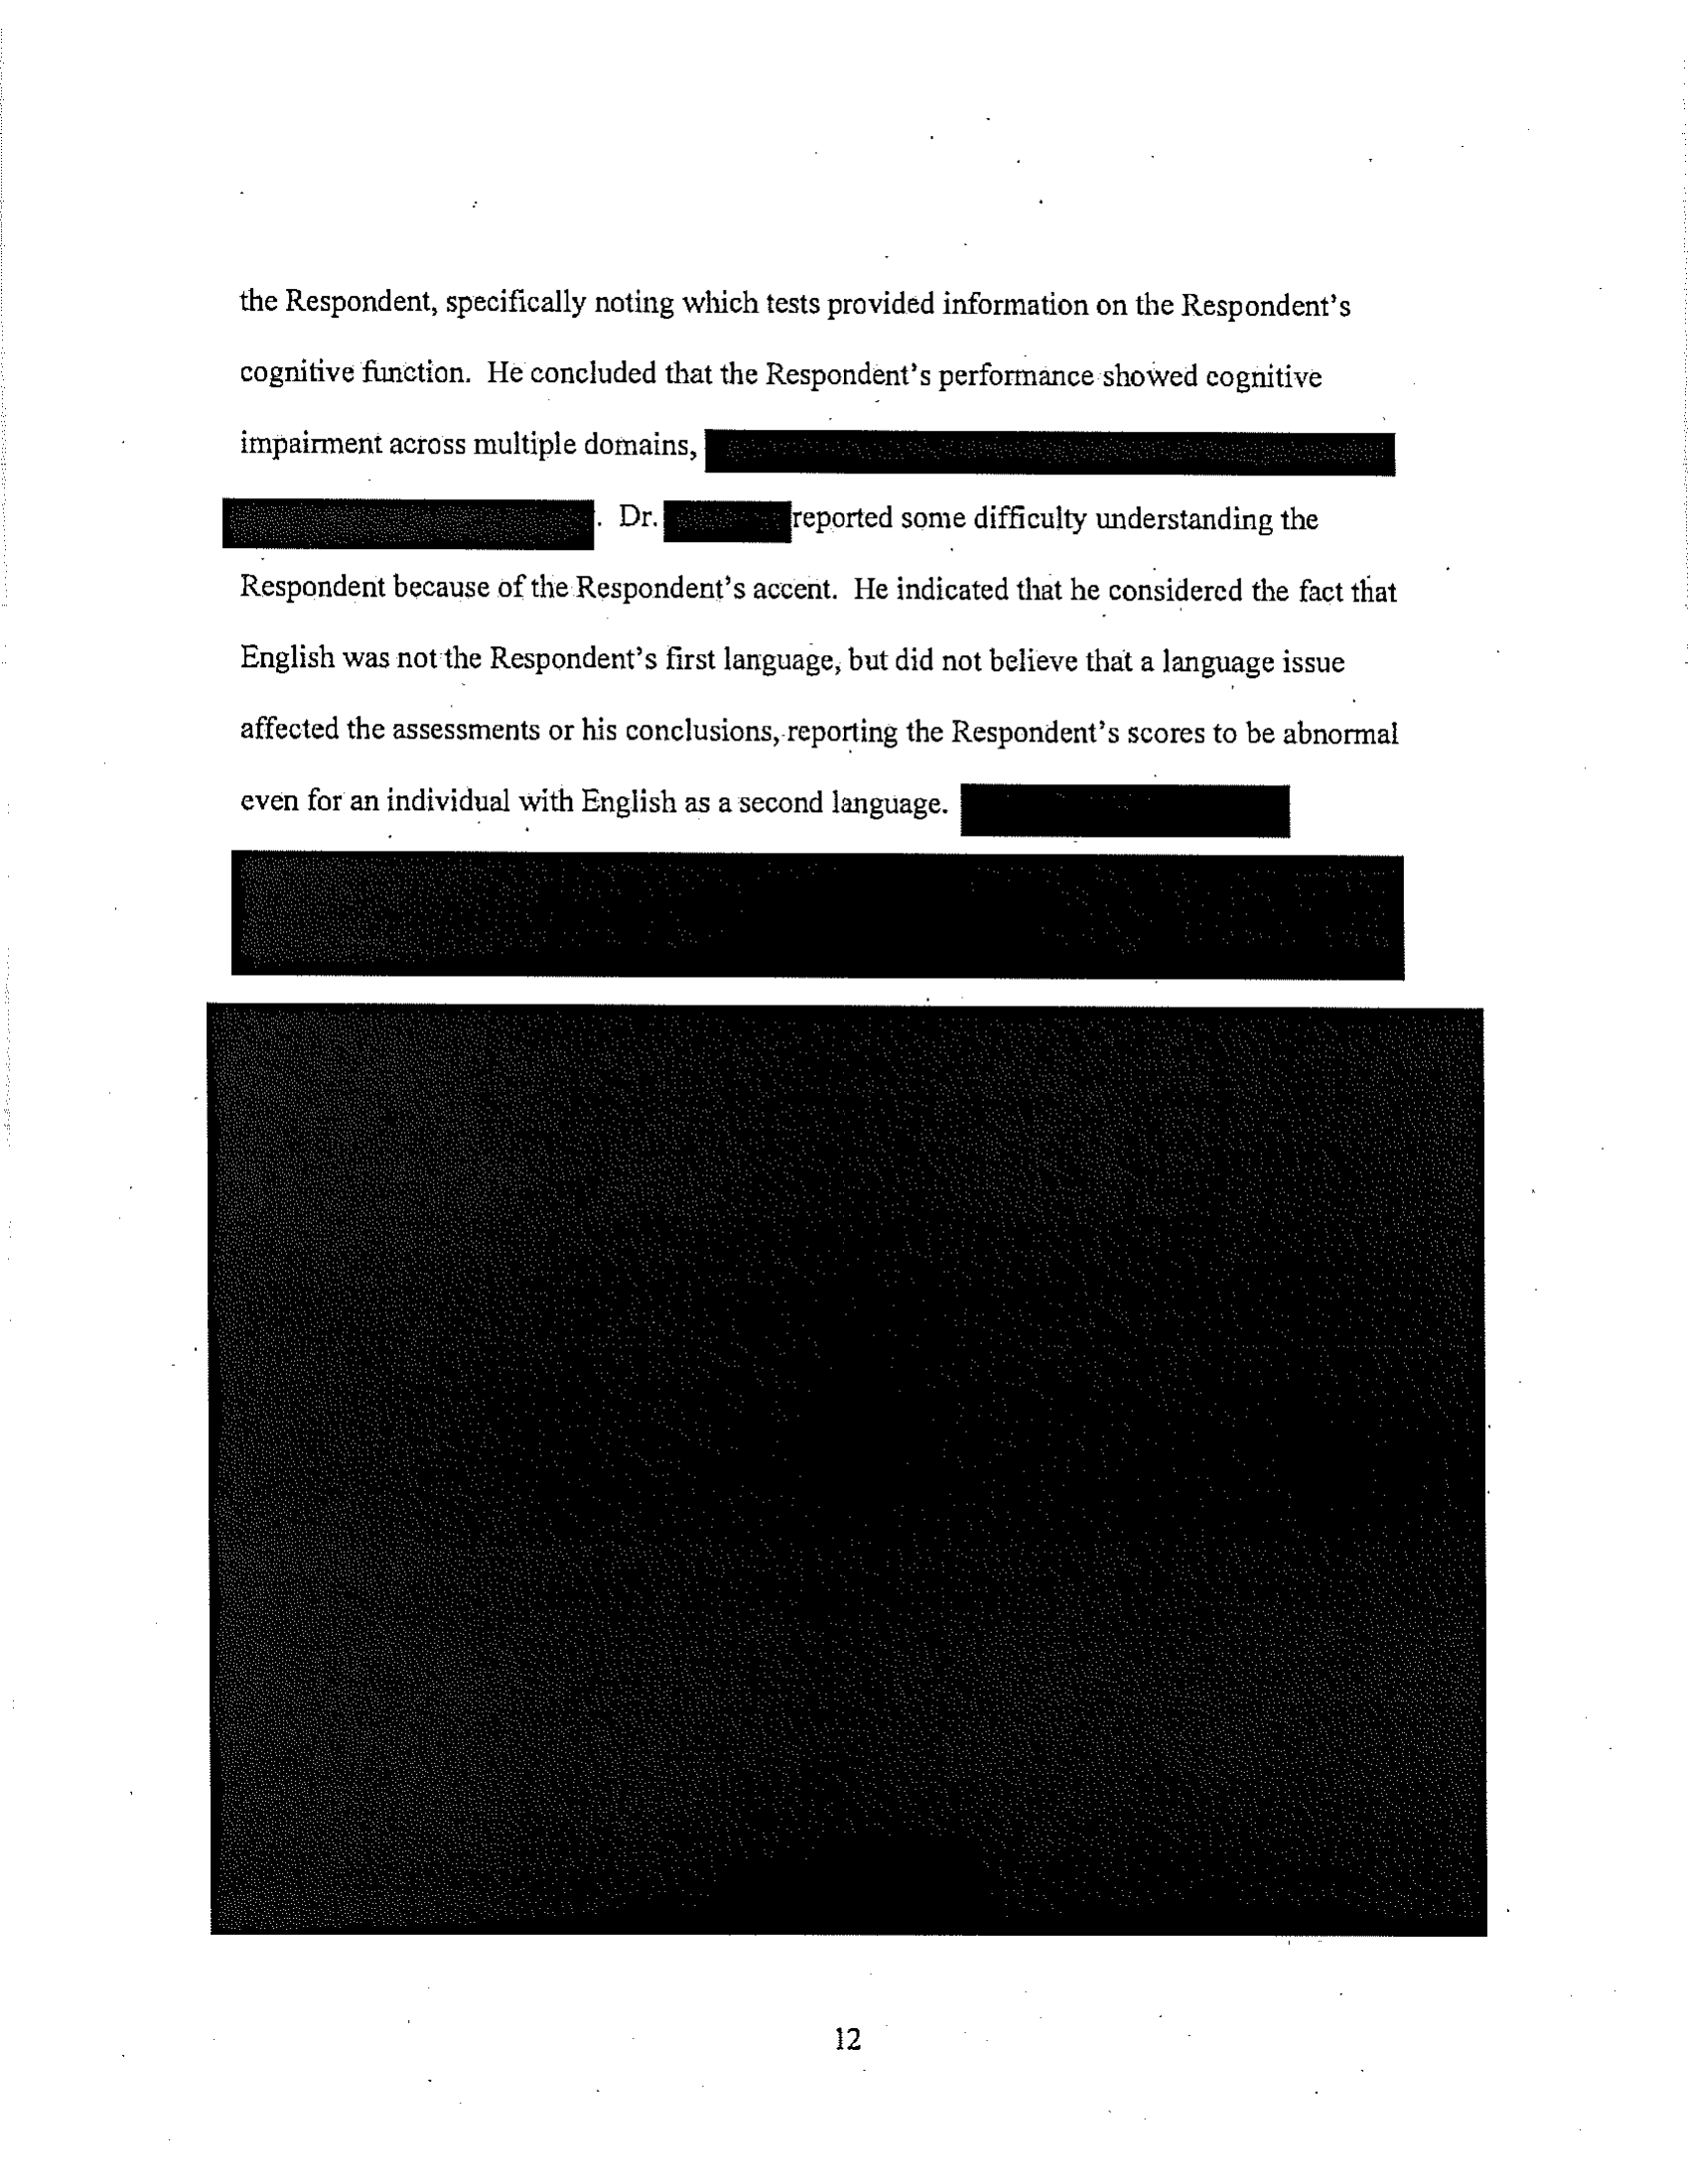 the Respondent, specifically noting which tests provided information on the Respondent's
cognitive function. He concluded that the Respondent's performance showed cognitive
impairment across multiple domains,
. Dr. reported some difficulty understanding the
Respondent because of the Respondent's accent. He indicated that he considered the fact that
English was not the Respondent's first language, but did not believe that a language issue
affected the assessments or his conclusions, reporting the Respondent's scores to be abnormal
even for an individual with English as a second language.
12